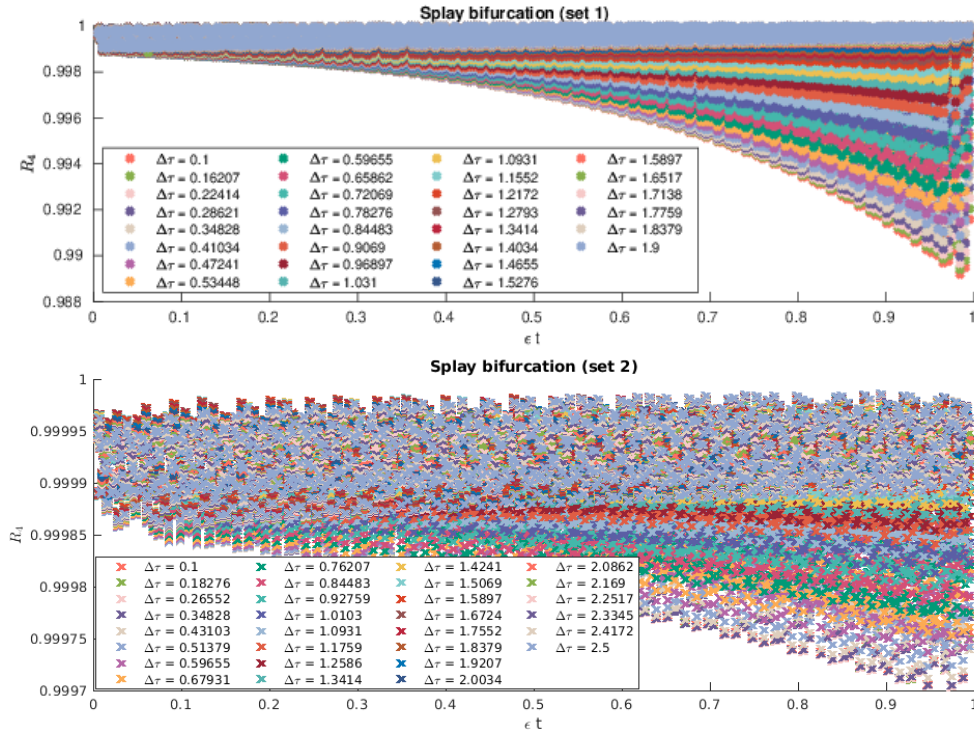 Splay bifurcation (set 1)
1
0.998
0.996
0.994
0.992
0.99
0.988
R₄
Δτ = 0.1 Δτ = 0.59655 Δτ = 1.0931 Δτ = 1.5897
Δτ = 0.16207 Δτ = 0.65862 Δτ = 1.1552 Δτ = 1.6517
Δτ = 0.22414 Δτ = 0.72069 Δτ = 1.2172 Δτ = 1.7138
Δτ = 0.28621 Δτ = 0.78276 Δτ = 1.2793 Δτ = 1.7759
Δτ = 0.34828 Δτ = 0.84483 Δτ = 1.3414 Δτ = 1.8379
Δτ = 0.41034 Δτ = 0.9069 Δτ = 1.4034 Δτ = 1.9
Δτ = 0.47241 Δτ = 0.96897 Δτ = 1.4655
Δτ = 0.53448 Δτ = 1.031 Δτ = 1.5276
0 0.1 0.2 0.3 0.4 0.5 0.6 0.7 0.8 0.9 1
ϵ t
Splay bifurcation (set 2)
1
0.99995
0.9999
0.99985
0.9998
0.99975
0.9997
R₄
Δτ = 0.1 Δτ = 0.76207 Δτ = 1.4241 Δτ = 2.0862
Δτ = 0.18276 Δτ = 0.84483 Δτ = 1.5069 Δτ = 2.169
Δτ = 0.26552 Δτ = 0.92759 Δτ = 1.5897 Δτ = 2.2517
Δτ = 0.34828 Δτ = 1.0103 Δτ = 1.6724 Δτ = 2.3345
Δτ = 0.43103 Δτ = 1.0931 Δτ = 1.7552 Δτ = 2.4172
Δτ = 0.51379 Δτ = 1.1759 Δτ = 1.8379 Δτ = 2.5
Δτ = 0.59655 Δτ = 1.2586 Δτ = 1.9207
Δτ = 0.67931 Δτ = 1.3414 Δτ = 2.0034
0 0.1 0.2 0.3 0.4 0.5 0.6 0.7 0.8 0.9 1
ϵ t